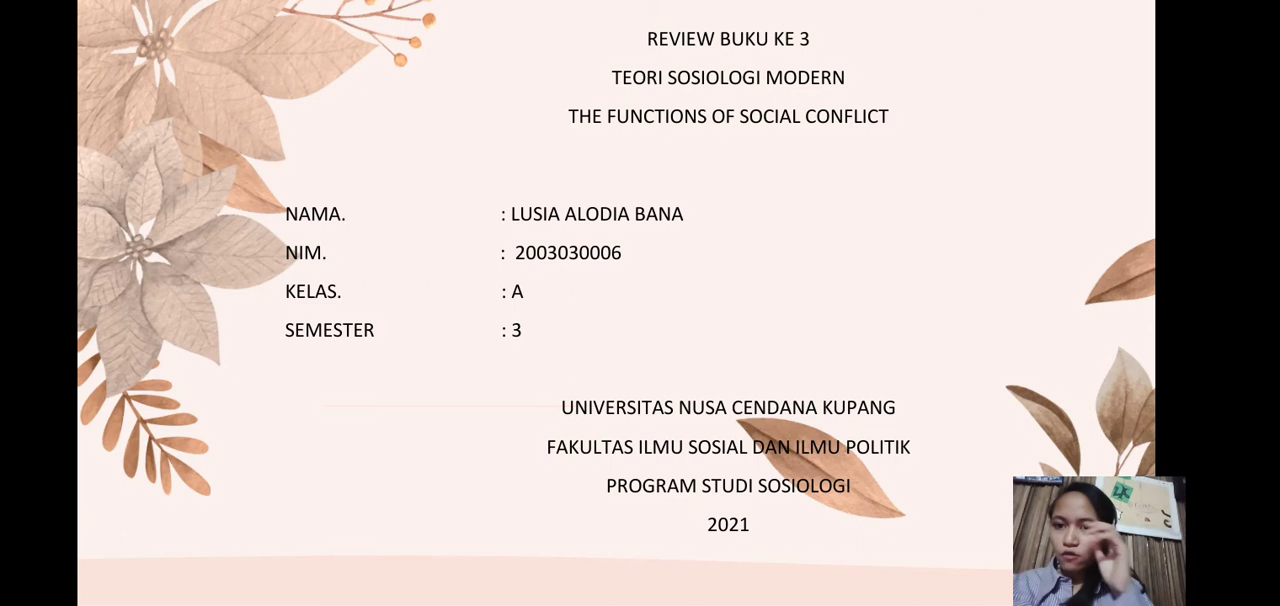 REVIEW BUKU KE 3
TEORI SOSIOLOGI MODERN
THE FUNCTIONS OF SOCIAL CONFLICT
NAMA. : LUSIA ALODIA BANA
NIM. : 2003030006
KELAS. : A
SEMESTER : 3
UNIVERSITAS NUSA CENDANA KUPANG
FAKULTAS ILMU SOSIAL DAN ILMU POLITIK
PROGRAM STUDI SOSIOLOGI
2021